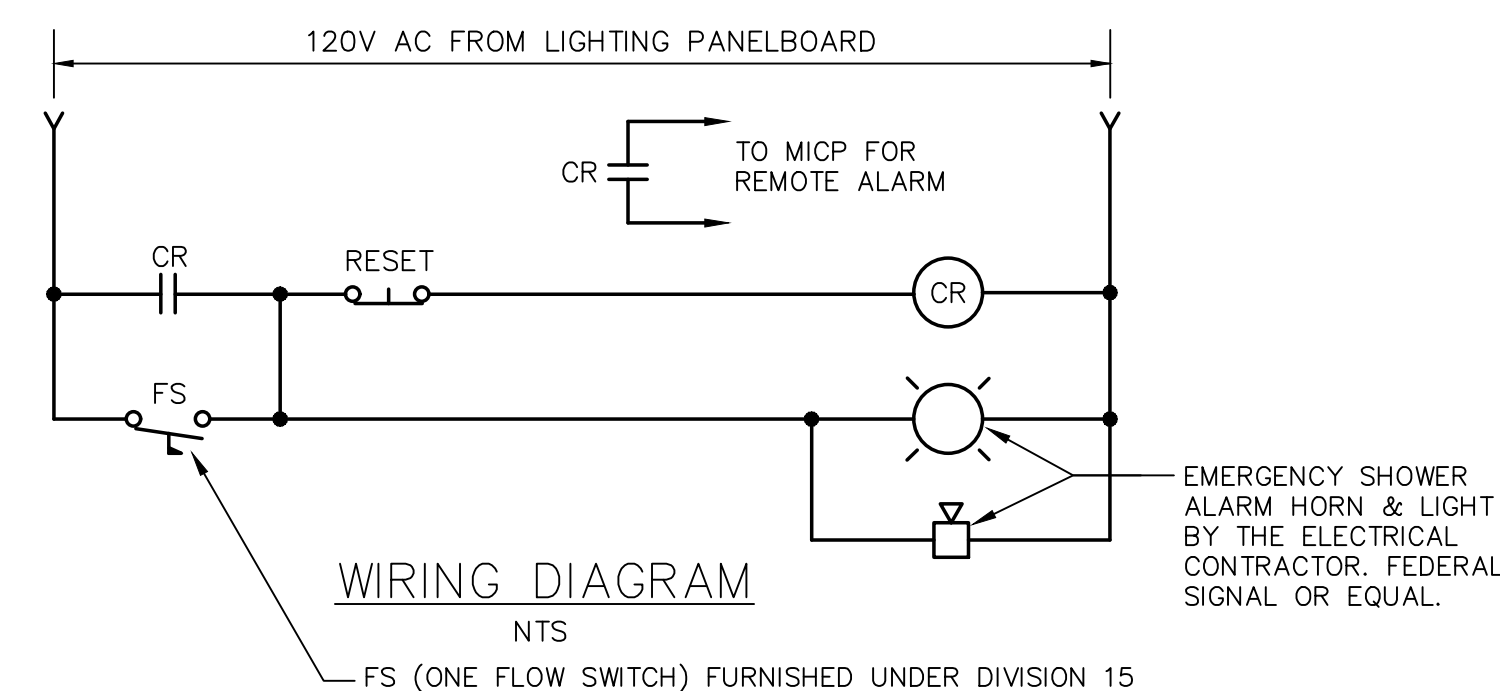 120V AC FROM LIGHTING PANELBOARD
CR
TO MICP FOR
REMOTE ALARM
CR
RESET
CR
FS
EMERGENCY SHOWER
ALARM HORN & LIGHT
BY THE ELECTRICAL
CONTRACTOR. FEDERAL
SIGNAL OR EQUAL.
WIRING DIAGRAM
NTS
FS (ONE FLOW SWITCH) FURNISHED UNDER DIVISION 15